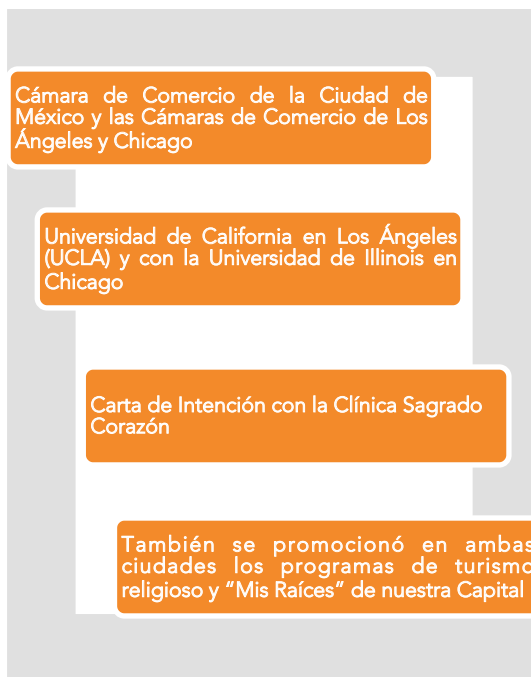 Cámara de Comercio de la Ciudad de
México y las Cámaras de Comercio de Los
Ángeles y Chicago
Universidad de California en Los Ángeles
(UCLA) y con la Universidad de Illinois en
Chicago
Carta de Intención con la Clínica Sagrado
Corazón
También se promocionó en ambas
ciudades los programas de turismo
religioso y “Mis Raíces” de nuestra Capital